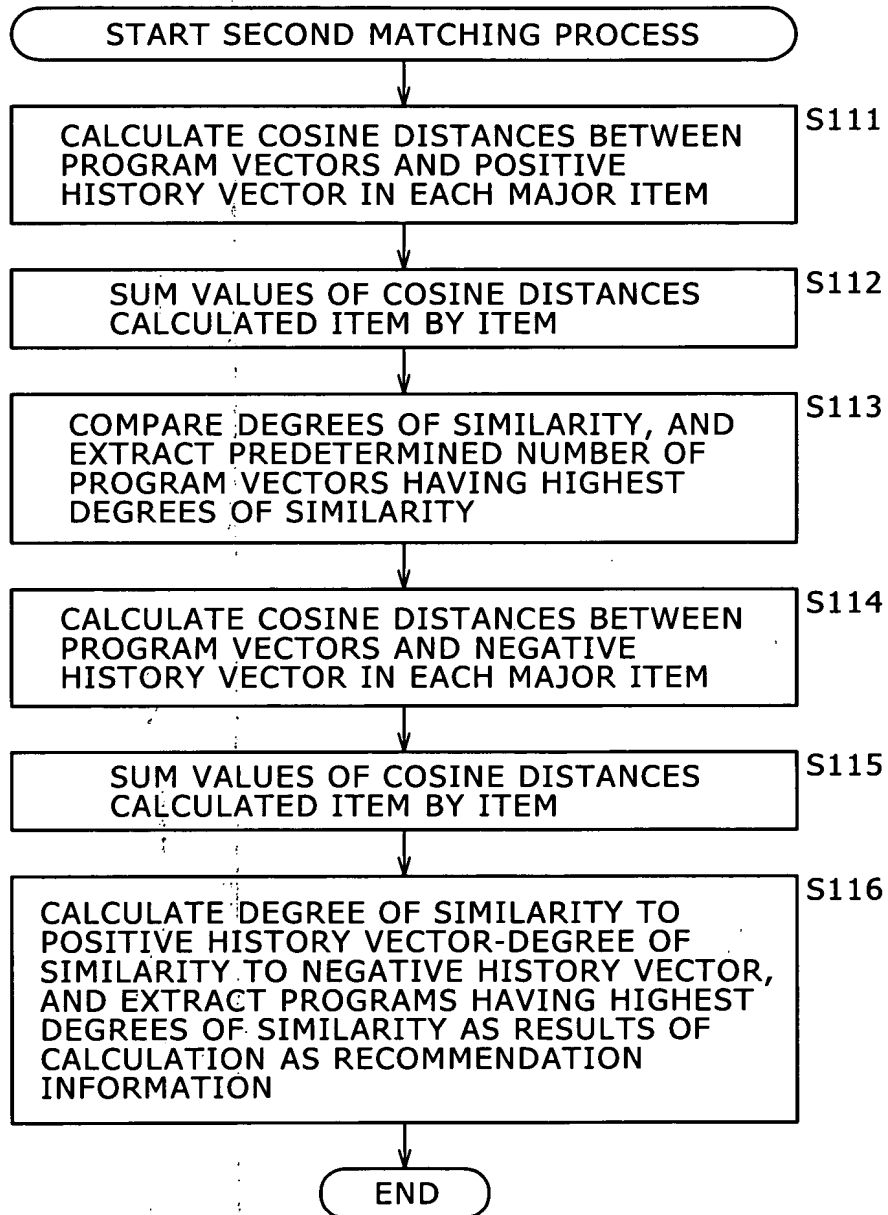 START SECOND MATCHING PROCESS
S111
CALCULATE COSINE DISTANCES BETWEEN
PROGRAM VECTORS AND POSITIVE
HISTORY VECTOR IN EACH MAJOR ITEM
S112
SUM VALUES OF COSINE DISTANCES
CALCULATED ITEM BY ITEM
S113
COMPARE DEGREES OF SIMILARITY, AND
EXTRACT PREDETERMINED NUMBER OF
PROGRAM VECTORS HAVING HIGHEST
DEGREES OF SIMILARITY
S114
CALCULATE COSINE DISTANCES BETWEEN
PROGRAM VECTORS AND NEGATIVE
HISTORY VECTOR IN EACH MAJOR ITEM
S115
SUM VALUES OF COSINE DISTANCES
CALCULATED ITEM BY ITEM
S116
CALCULATE DEGREE OF SIMILARITY TO
POSITIVE HISTORY VECTOR-DEGREE OF
SIMILARITY TO NEGATIVE HISTORY VECTOR,
AND EXTRACT PROGRAMS HAVING HIGHEST
DEGREES OF SIMILARITY AS RESULTS OF
CALCULATION AS RECOMMENDATION
INFORMATION
END